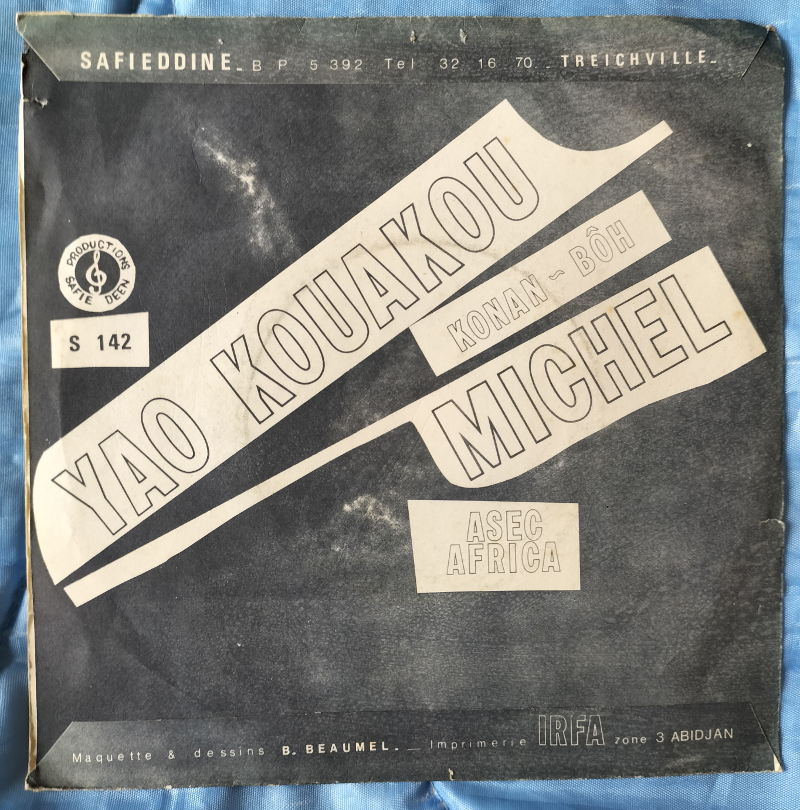 SAFIEDDINE_ B P 5 392 Tel 32 16 70_ TREICHVILLE_
YAO KOUAKOU
KONAN ~ BÔH
MICHEL
PRODUCTIONS
SAFIE DEEN
S 142
ASEC
AFRICA
Maquette & dessins B. BEAUMEL._ Imprimerie IRFA zone 3 ABIDJAN